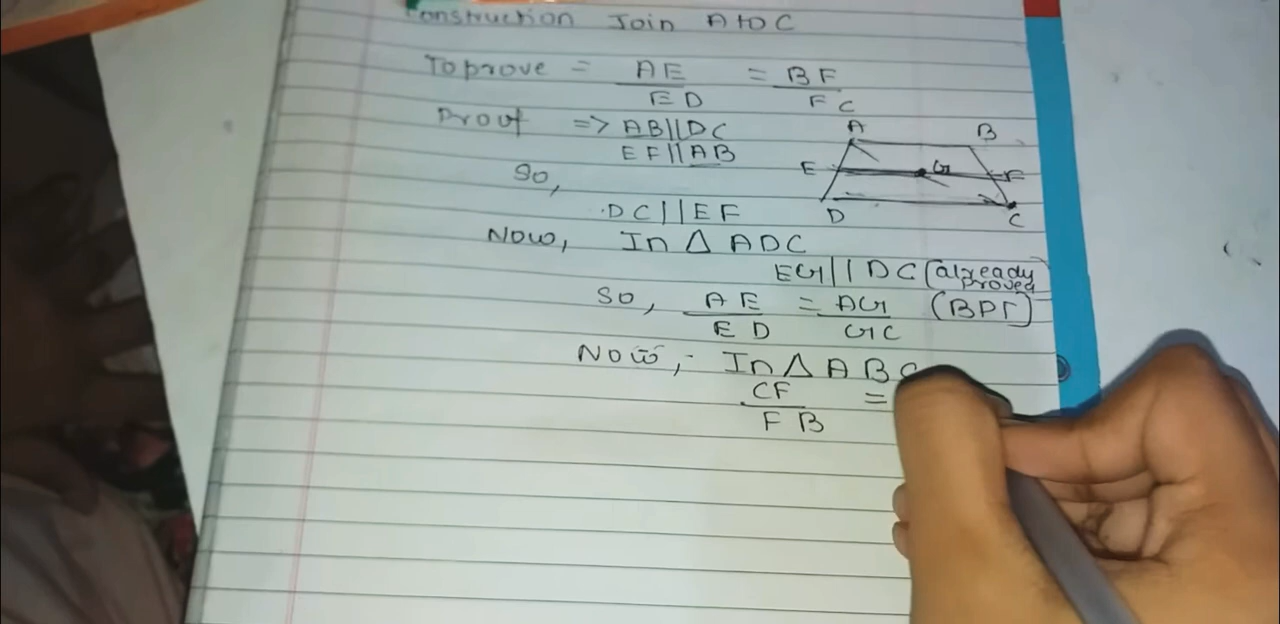 Construction Join A to C
To prove = AE/ED = BF/FC
Proof => AB||DC
EF||AB
So,
DC||EF
Now, In Δ ADC
EG||DC (already proved)
So, AE/ED = AG/GC (BPT)
Now, In Δ ABC
CF/FB =
A B
E G F
D C